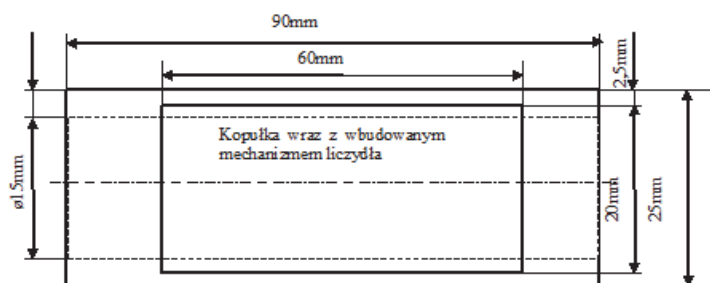 90mm
60mm
2,5mm
Kopułka wraz z wbudowanym
mechanizmem liczydła
ø15mm
20mm
25mm